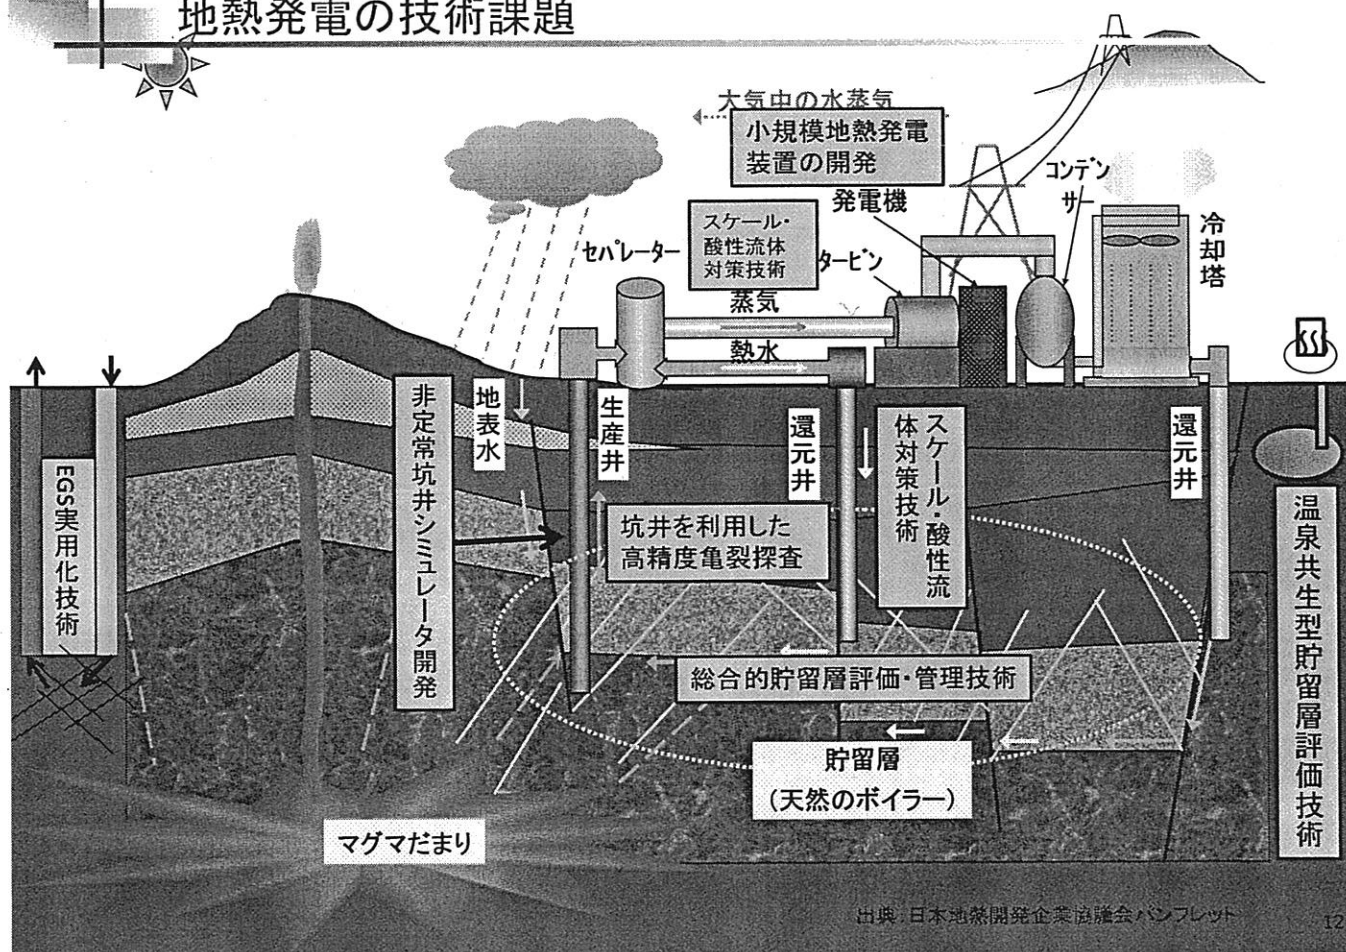 地熱発電の技術課題
大気中の水蒸気
小規模地熱発電
装置の開発
発電機
コンデン
サー
冷却塔
スケール・
酸性流体
対策技術
セパレーター
タービン
蒸気
熱水
非定常坑井シミュレータ開発
地表水
生産井
還元井
スケール・酸性流
体対策技術
還元井
EGS実用化技術
坑井を利用した
高精度亀裂探査
温泉共生型貯留層評価技術
総合的貯留層評価・管理技術
貯留層
(天然のボイラー)
マグマだまり
出典:日本地熱開発企業協議会パンフレット
12